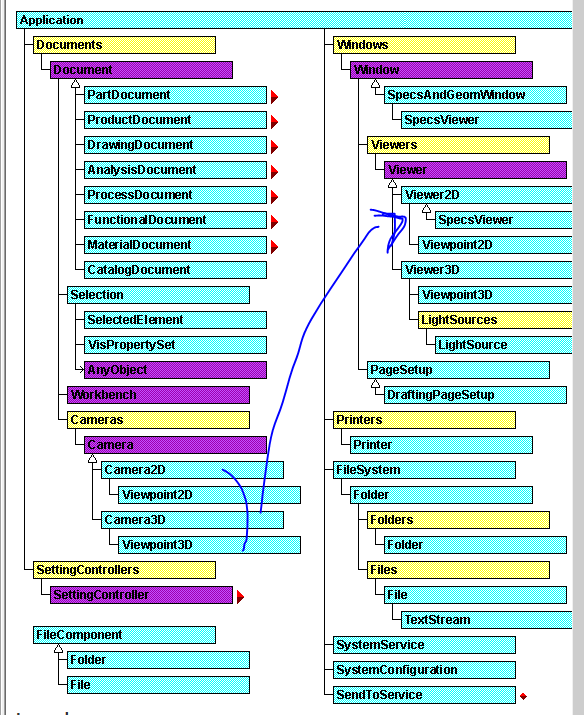 Application
Documents
Document
PartDocument
ProductDocument
DrawingDocument
AnalysisDocument
ProcessDocument
FunctionalDocument
MaterialDocument
CatalogDocument
Selection
SelectedElement
VisPropertySet
AnyObject
Workbench
Cameras
Camera
Camera2D
Viewpoint2D
Camera3D
Viewpoint3D
SettingControllers
SettingController
FileComponent
Folder
File
Windows
Window
SpecsAndGeomWindow
SpecsViewer
Viewers
Viewer
Viewer2D
SpecsViewer
Viewpoint2D
Viewer3D
Viewpoint3D
LightSources
LightSource
PageSetup
DraftingPageSetup
Printers
Printer
FileSystem
Folder
Folders
Folder
Files
File
TextStream
SystemService
SystemConfiguration
SendToService